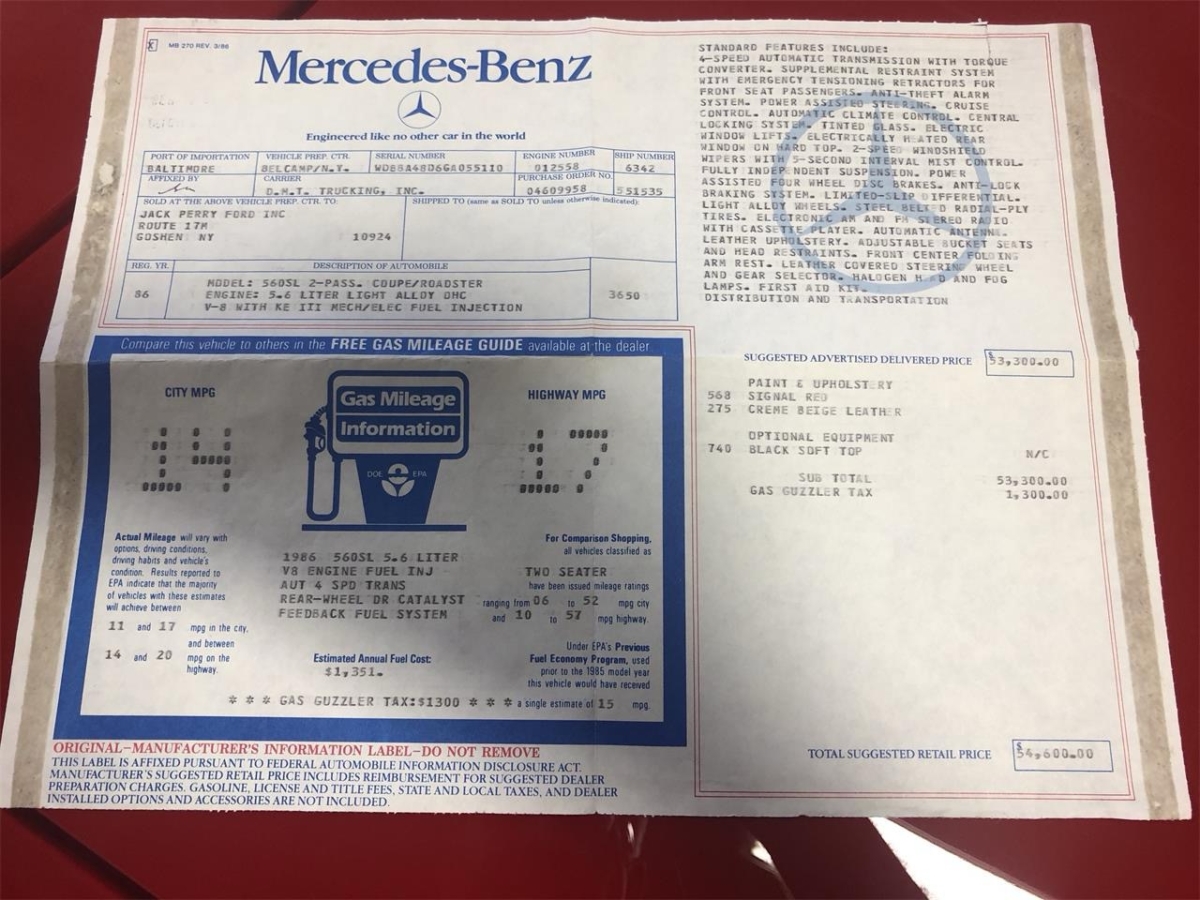 X MB 270 REV. 3/86
Mercedes-Benz
Engineered like no other car in the world
PORT OF IMPORTATION VEHICLE PREP. CTR. SERIAL NUMBER ENGINE NUMBER SHIP NUMBER
BALTIMORE BELCAMP/N.Y. WDBBA48D6GA055110 012558 6342
AFFIXED BY CARRIER PURCHASE ORDER NO.
D.M.T. TRUCKING, INC. 04609958 551535
SOLD AT THE ABOVE VEHICLE PREP. CTR. TO: SHIPPED TO (same as SOLD TO unless otherwise indicated):
JACK PERRY FORD INC
ROUTE 17M
GOSHEN NY 10924
REG. YR. DESCRIPTION OF AUTOMOBILE
MODEL: 560SL 2-PASS. COUPE/ROADSTER
86 ENGINE: 5.6 LITER LIGHT ALLOY OHC 3650
V-8 WITH KE III MECH/ELEC FUEL INJECTION
Compare this vehicle to others in the FREE GAS MILEAGE GUIDE available at the dealer.
CITY MPG
14
Gas Mileage
Information
DOE EPA
HIGHWAY MPG
17
Actual Mileage will vary with
options, driving conditions,
driving habits and vehicle's
condition. Results reported to
EPA indicate that the majority
of vehicles with these estimates
will achieve between
11 and 17 mpg in the city,
and between
14 and 20 mpg on the
highway.
1986 560SL 5.6 LITER
V8 ENGINE FUEL INJ
AUT 4 SPD TRANS
REAR-WHEEL DR CATALYST
FEEDBACK FUEL SYSTEM
Estimated Annual Fuel Cost:
$1,351.
For Comparison Shopping,
all vehicles classified as
TWO SEATER
have been issued mileage ratings
ranging from 06 to 52 mpg city
and 10 to 57 mpg highway.
Under EPA's Previous
Fuel Economy Program, used
prior to the 1985 model year
this vehicle would have received
* * * GAS GUZZLER TAX:$1300 * * * a single estimate of 15 mpg.
ORIGINAL—MANUFACTURER'S INFORMATION LABEL—DO NOT REMOVE
THIS LABEL IS AFFIXED PURSUANT TO FEDERAL AUTOMOBILE INFORMATION DISCLOSURE ACT.
MANUFACTURER'S SUGGESTED RETAIL PRICE INCLUDES REIMBURSEMENT FOR SUGGESTED DEALER
PREPARATION CHARGES. GASOLINE, LICENSE AND TITLE FEES, STATE AND LOCAL TAXES, AND DEALER
INSTALLED OPTIONS AND ACCESSORIES ARE NOT INCLUDED.
STANDARD FEATURES INCLUDE:
4-SPEED AUTOMATIC TRANSMISSION WITH TORQUE
CONVERTER. SUPPLEMENTAL RESTRAINT SYSTEM
WITH EMERGENCY TENSIONING RETRACTORS FOR
FRONT SEAT PASSENGERS. ANTI-THEFT ALARM
SYSTEM. POWER ASSISTED STEERING. CRUISE
CONTROL. AUTOMATIC CLIMATE CONTROL. CENTRAL
LOCKING SYSTEM. TINTED GLASS. ELECTRIC
WINDOW LIFTS. ELECTRICALLY HEATED REAR
WINDOW ON HARD TOP. 2-SPEED WINDSHIELD
WIPERS WITH 5-SECOND INTERVAL MIST CONTROL.
FULLY INDEPENDENT SUSPENSION. POWER
ASSISTED FOUR WHEEL DISC BRAKES. ANTI-LOCK
BRAKING SYSTEM. LIMITED-SLIP DIFFERENTIAL.
LIGHT ALLOY WHEELS. STEEL BELTED RADIAL-PLY
TIRES. ELECTRONIC AM AND FM STEREO RADIO
WITH CASSETTE PLAYER. AUTOMATIC ANTENNA.
LEATHER UPHOLSTERY. ADJUSTABLE BUCKET SEATS
AND HEAD RESTRAINTS. FRONT CENTER FOLDING
ARM REST. LEATHER COVERED STEERING WHEEL
AND GEAR SELECTOR. HALOGEN HEAD AND FOG
LAMPS. FIRST AID KIT.
DISTRIBUTION AND TRANSPORTATION
SUGGESTED ADVERTISED DELIVERED PRICE $53,300.00
PAINT & UPHOLSTERY
568 SIGNAL RED
275 CREME BEIGE LEATHER
OPTIONAL EQUIPMENT
740 BLACK SOFT TOP N/C
SUB TOTAL 53,300.00
GAS GUZZLER TAX 1,300.00
TOTAL SUGGESTED RETAIL PRICE $54,600.00